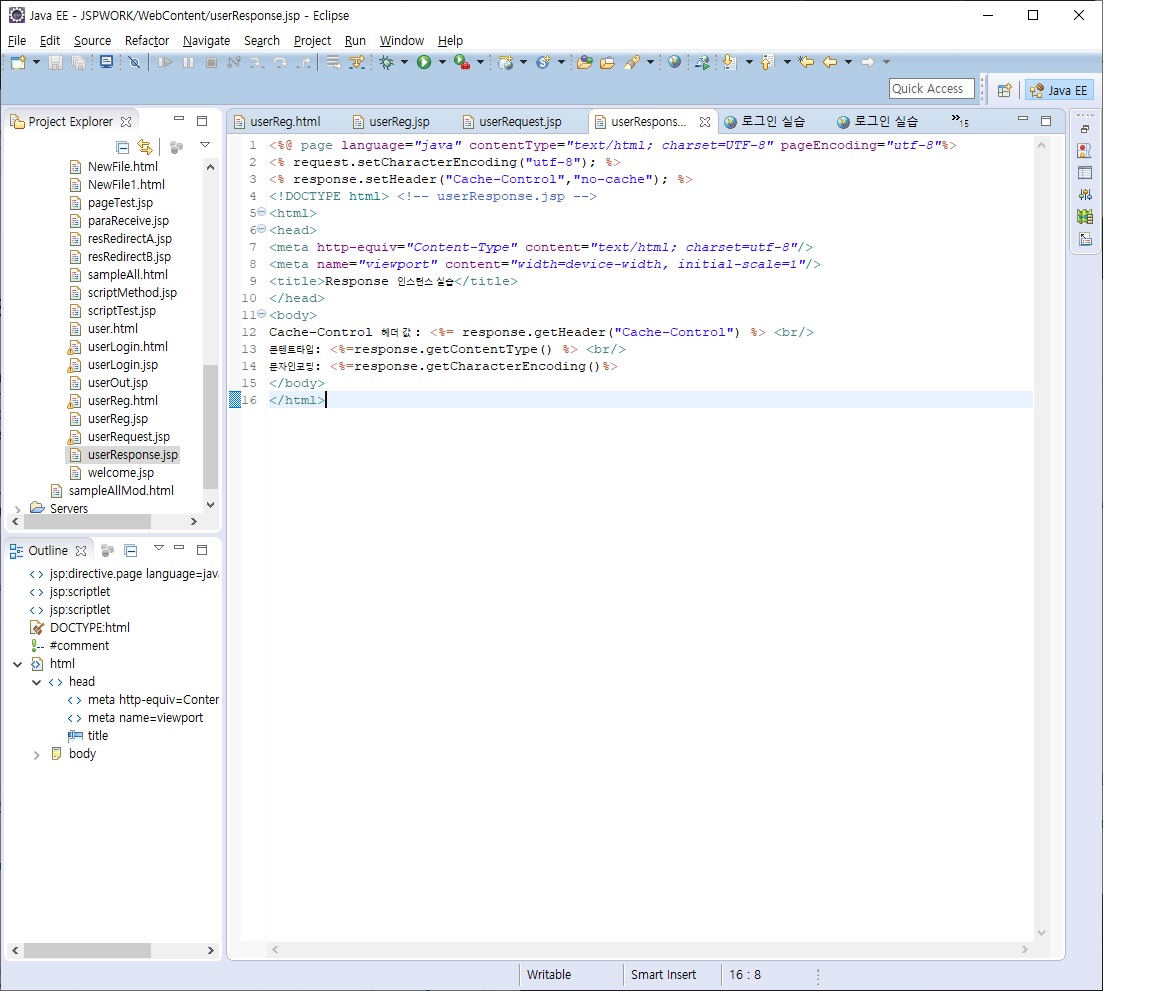 Java EE - JSPWORK/WebContent/userResponse.jsp - Eclipse
File Edit Source Refactor Navigate Search Project Run Window Help
Quick Access
Java EE
Project Explorer
NewFile.html
NewFile1.html
pageTest.jsp
paraReceive.jsp
resRedirectA.jsp
resRedirectB.jsp
sampleAll.html
scriptMethod.jsp
scriptTest.jsp
user.html
userLogin.html
userLogin.jsp
userOut.jsp
userReg.html
userReg.jsp
userRequest.jsp
userResponse.jsp
welcome.jsp
sampleAllMod.html
Servers
Outline
jsp:directive.page language=jav
jsp:scriptlet
jsp:scriptlet
DOCTYPE:html
#comment
html
head
meta http-equiv=Conter
meta name=viewport
title
body
userReg.html userReg.jsp userRequest.jsp userRespons... 로그인 실습 로그인 실습 »15
1 <%@ page language="java" contentType="text/html; charset=UTF-8" pageEncoding="utf-8"%>
2 <% request.setCharacterEncoding("utf-8"); %>
3 <% response.setHeader("Cache-Control","no-cache"); %>
4 <!DOCTYPE html> <!-- userResponse.jsp -->
5 <html>
6 <head>
7 <meta http-equiv="Content-Type" content="text/html; charset=utf-8"/>
8 <meta name="viewport" content="width=device-width, initial-scale=1"/>
9 <title>Response 인스턴스 실습</title>
10 </head>
11 <body>
12 Cache-Control 헤더 값 : <%= response.getHeader("Cache-Control") %> <br/>
13 콘텐트타입: <%=response.getContentType() %> <br/>
14 문자인코딩: <%=response.getCharacterEncoding()%>
15 </body>
16 </html>
Writable Smart Insert 16 : 8